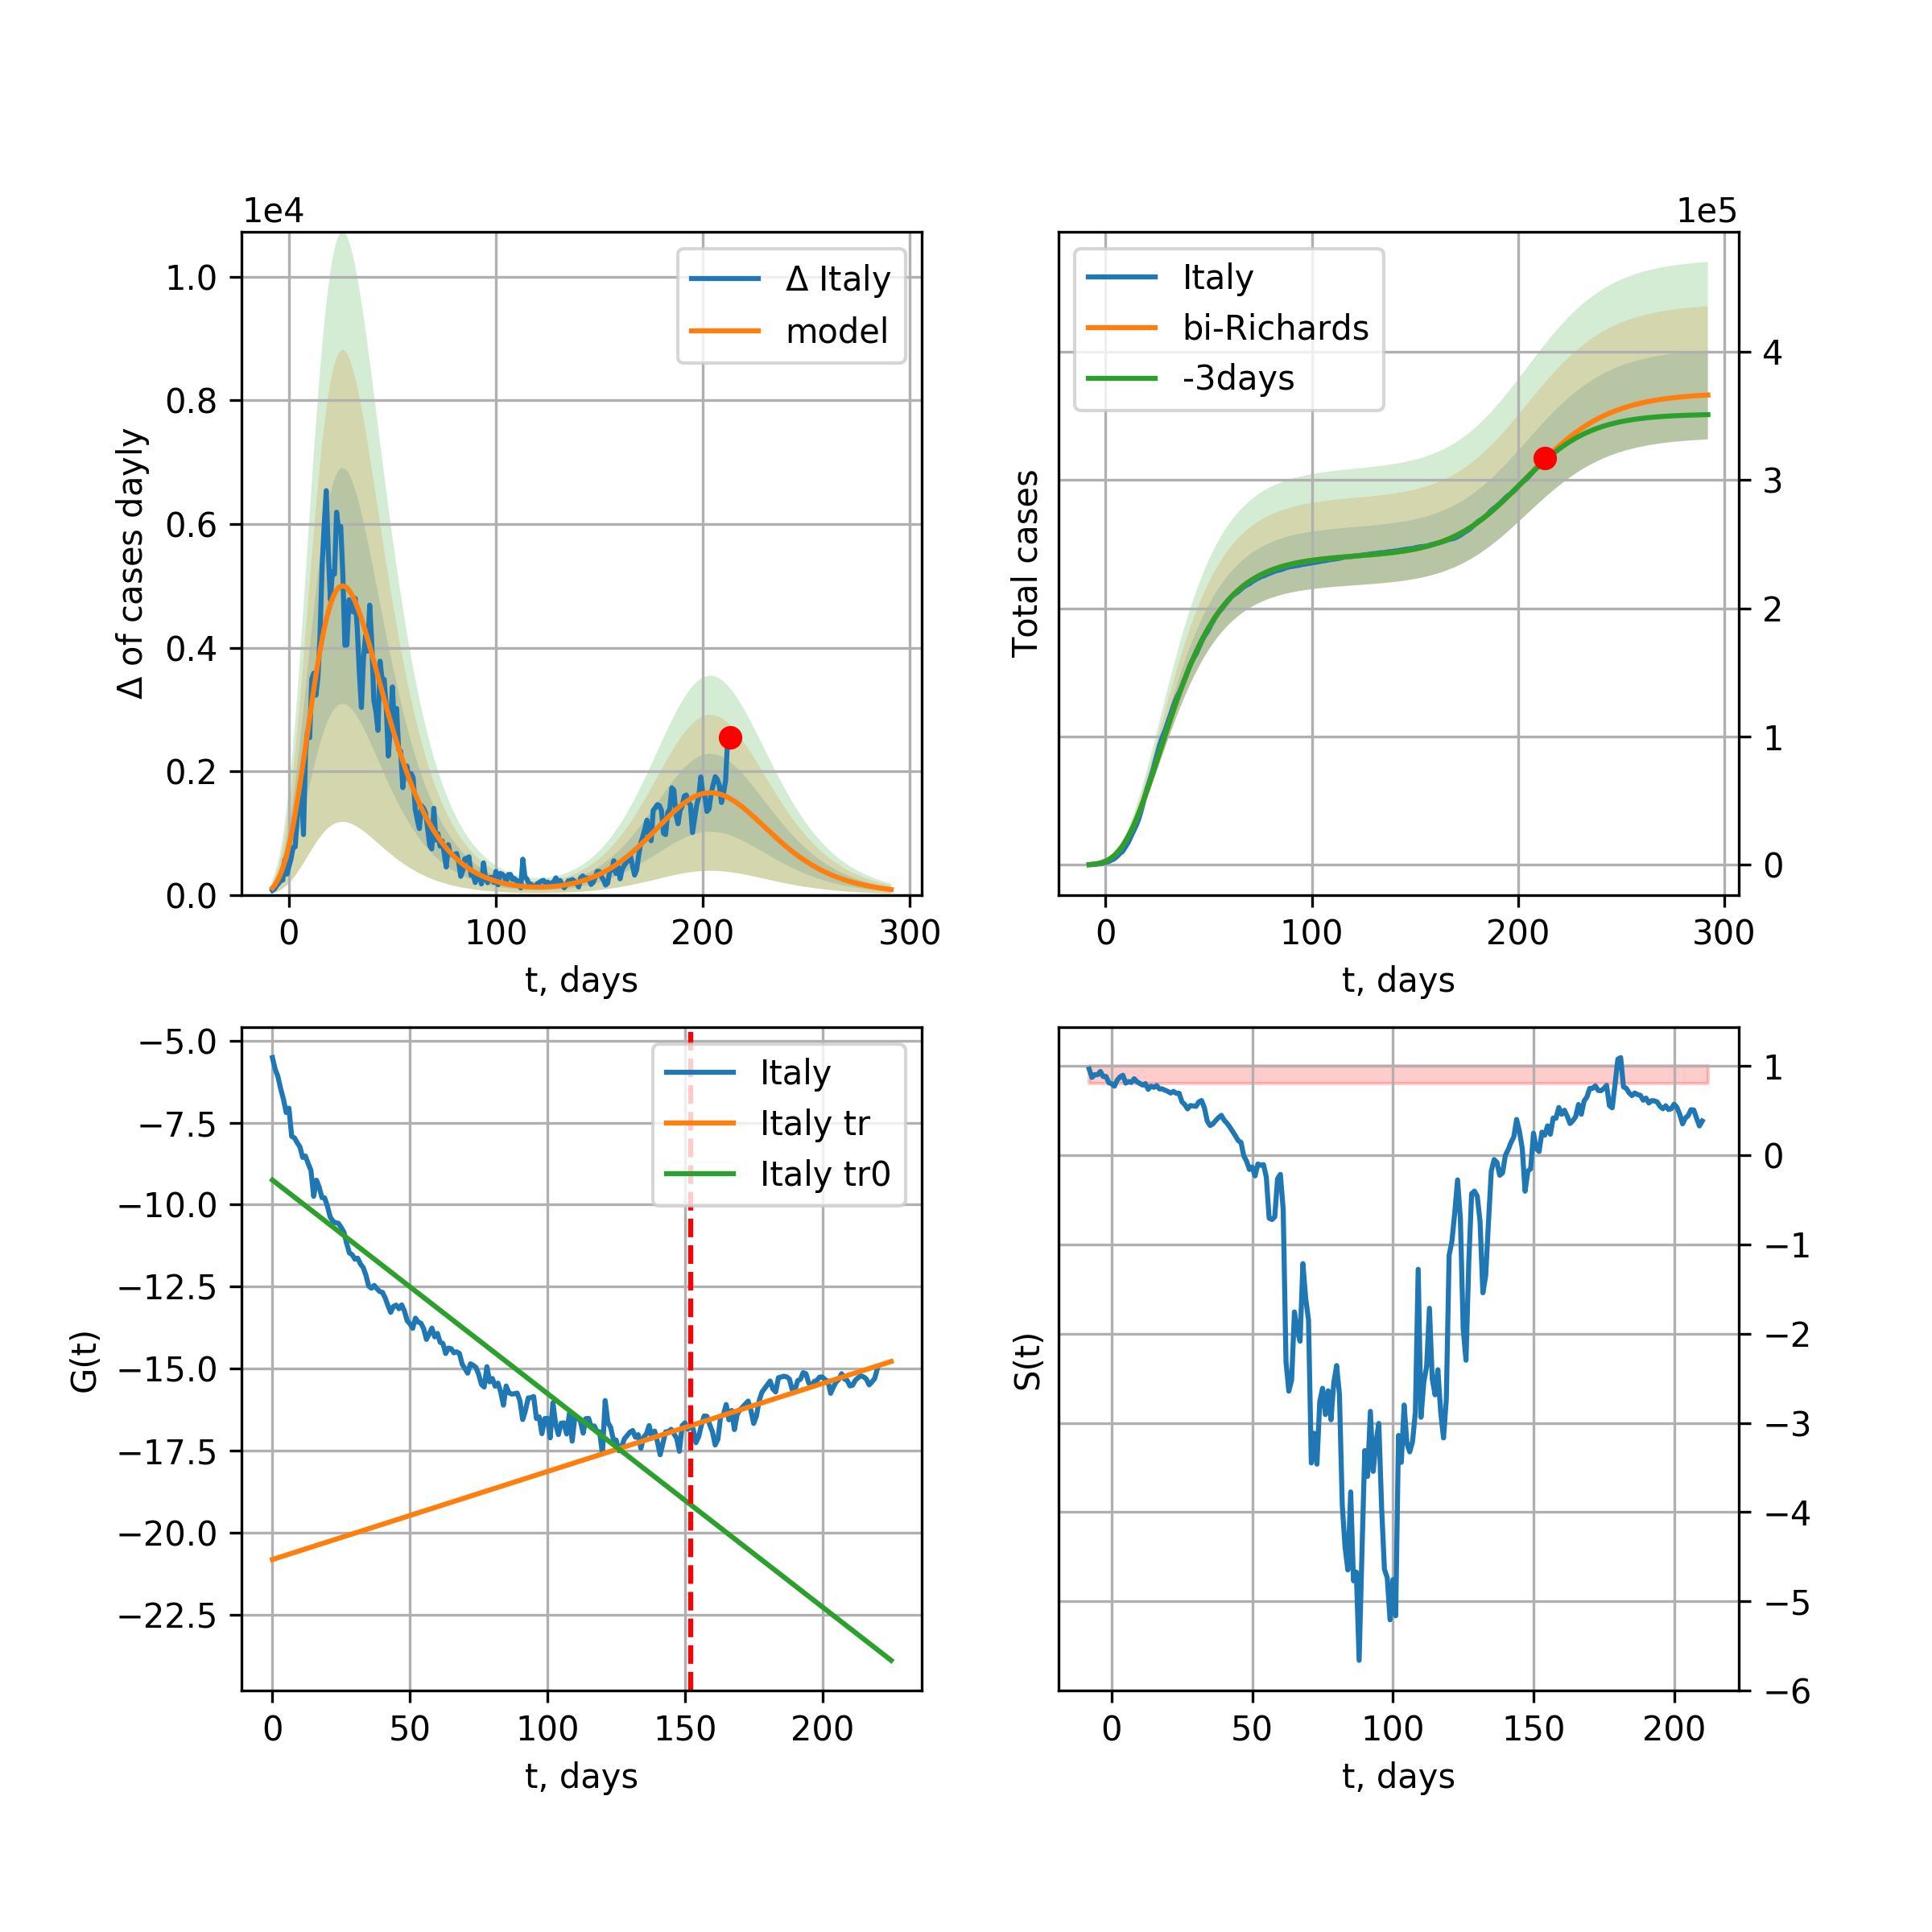 1e4
Δ of cases dayly
1.0
0.8
0.6
0.4
0.2
0.0
Δ Italy
model
0 100 200 300
t, days
1e5
Total cases
Italy
bi-Richards
-3days
4
3
2
1
0
0 100 200 300
t, days
G(t)
−5.0
−7.5
−10.0
−12.5
−15.0
−17.5
−20.0
−22.5
Italy
Italy tr
Italy tr0
0 50 100 150 200
t, days
S(t)
1
0
−1
−2
−3
−4
−5
−6
0 50 100 150 200
t, days